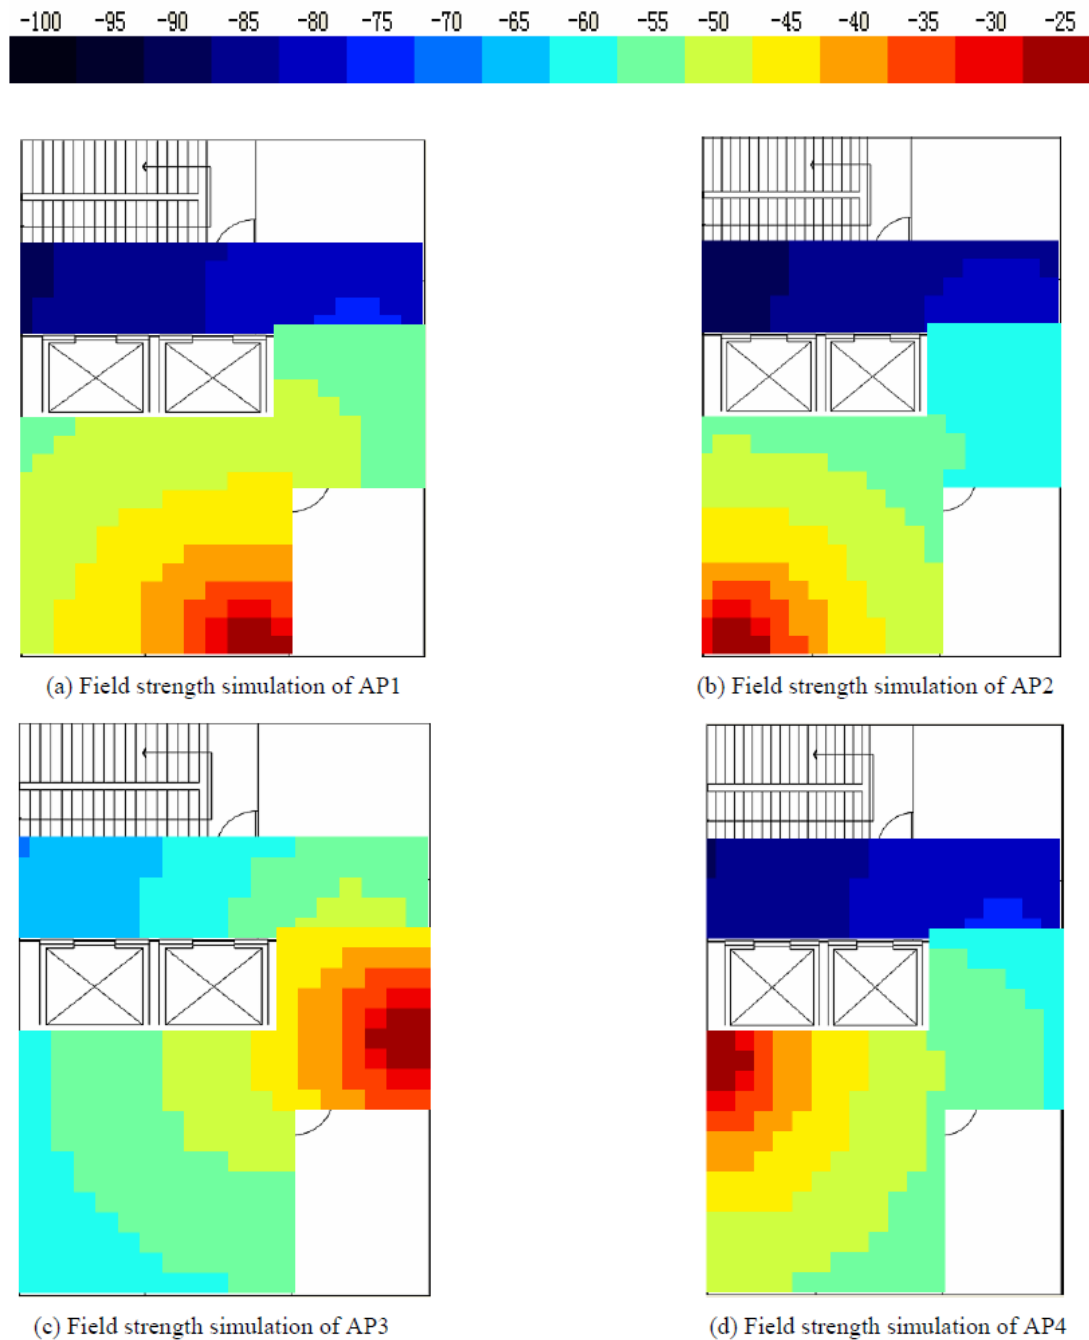 -100 -95 -90 -85 -80 -75 -70 -65 -60 -55 -50 -45 -40 -35 -30 -25
(a) Field strength simulation of AP1
(b) Field strength simulation of AP2
(c) Field strength simulation of AP3
(d) Field strength simulation of AP4